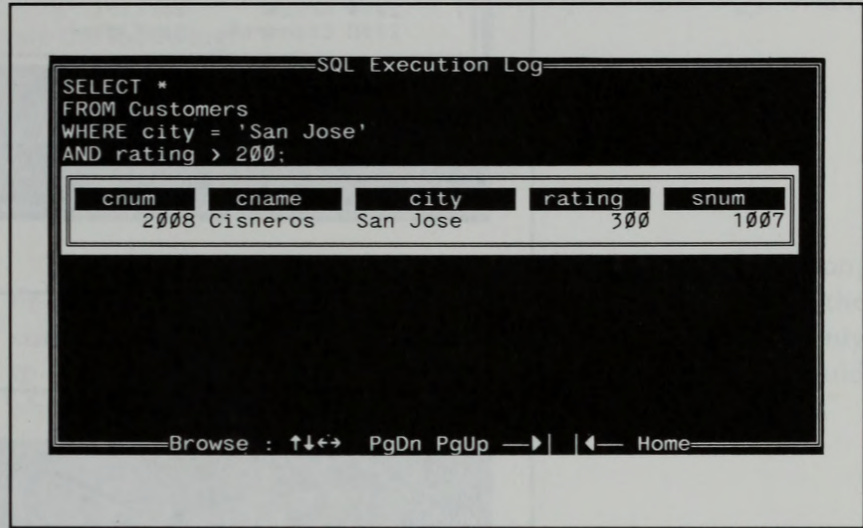 SQL Execution Log
SELECT *
FROM Customers
WHERE city = 'San Jose'
AND rating > 200;
cnum cname city rating snum
2008 Cisneros San Jose 300 1007
Browse : ↑↓←→ PgDn PgUp —▶| |◀— Home